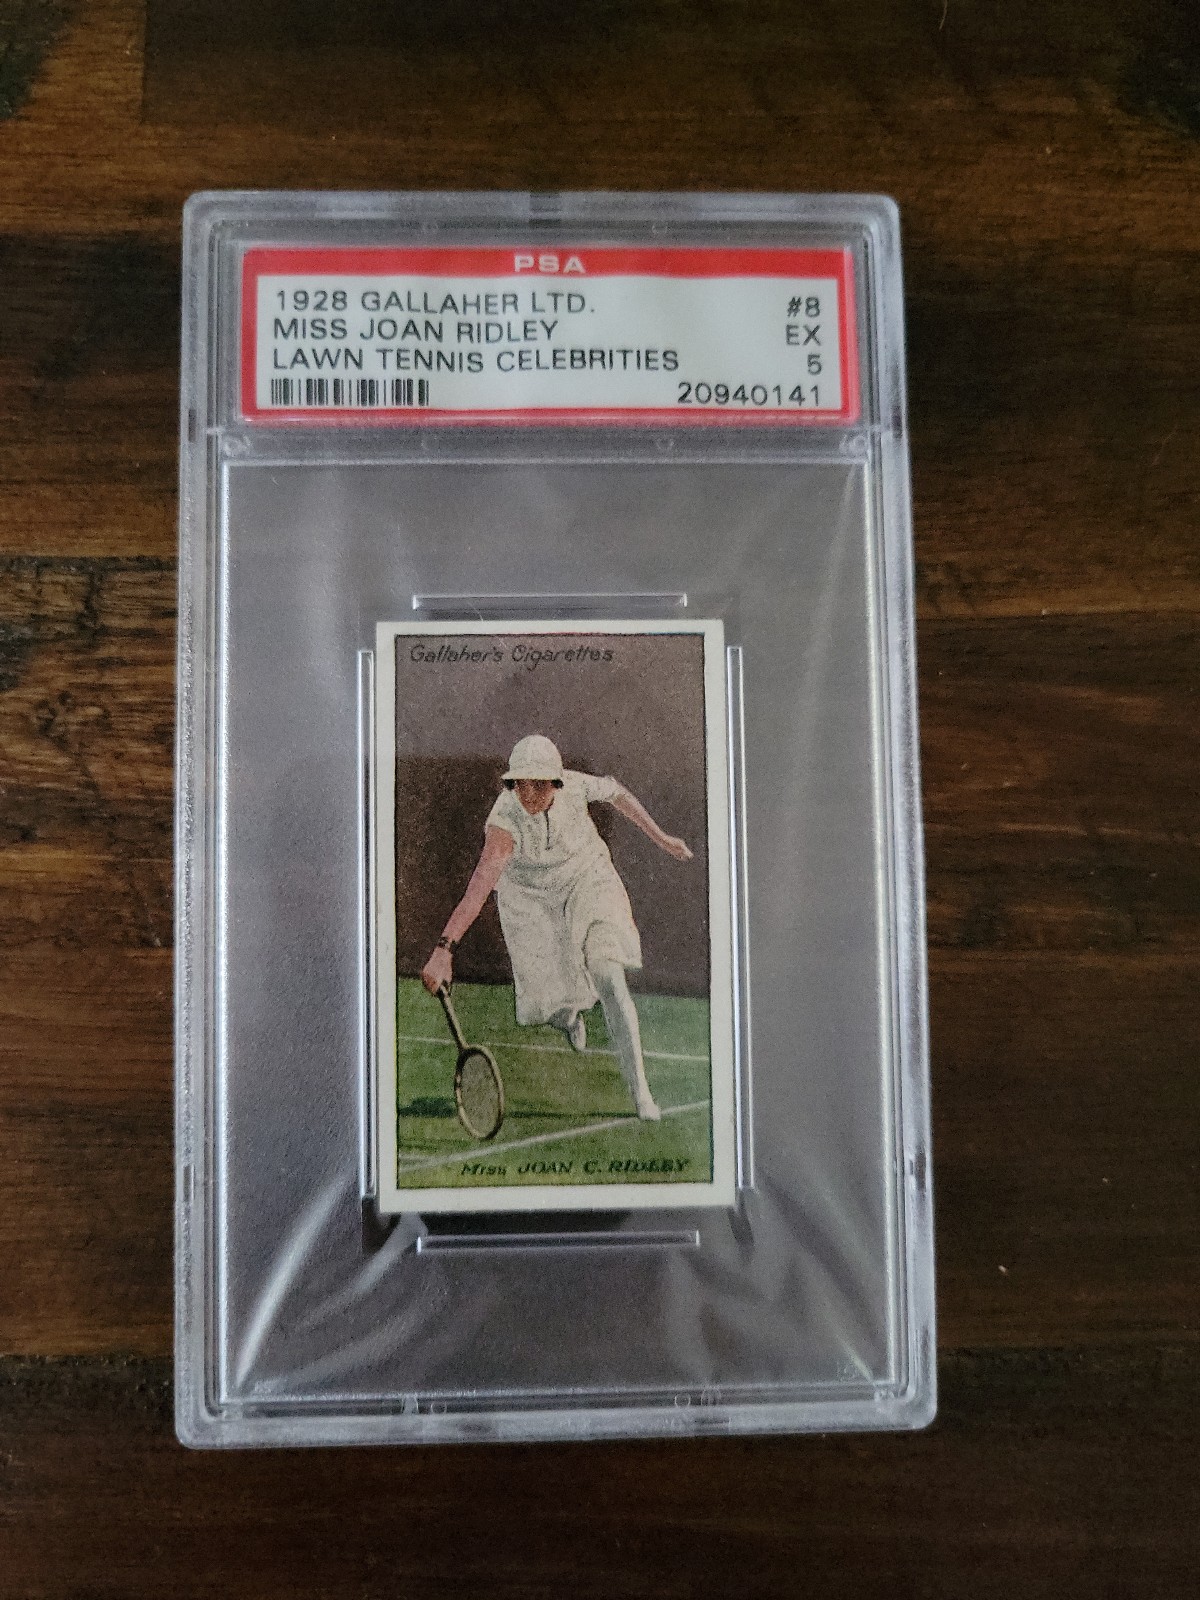 PSA
1928 GALLAHER LTD. #8
MISS JOAN RIDLEY EX
LAWN TENNIS CELEBRITIES 5
20940141
Gallaher's Cigarettes
Miss JOAN C. RIDLEY